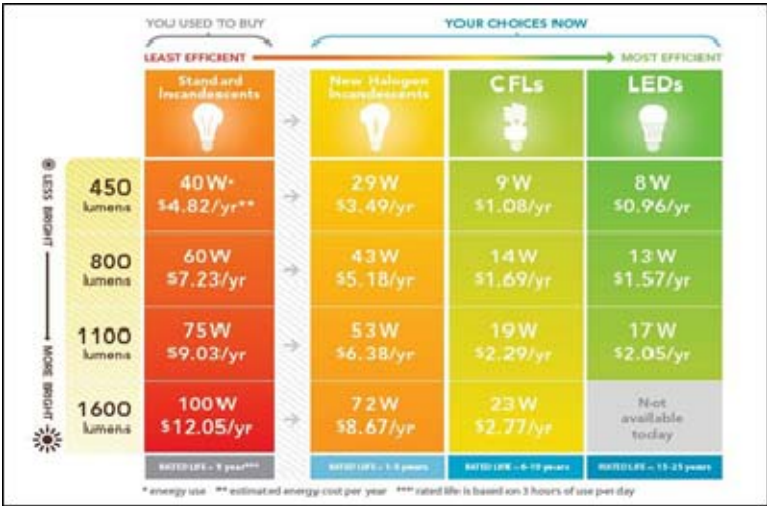 YOU USED TO BUY
YOUR CHOICES NOW
LEAST EFFICIENT
MOST EFFICIENT
Standard
Incandescents
New Halogen
Incandescents
CFLs
LEDs
LESS BRIGHT
MORE BRIGHT
450
lumens
40W*
$4.82/yr**
29W
$3.49/yr
9W
$1.08/yr
8W
$0.96/yr
800
lumens
60W
$7.23/yr
43W
$5.18/yr
14W
$1.69/yr
13W
$1.57/yr
1100
lumens
75W
$9.03/yr
53W
$6.38/yr
19W
$2.29/yr
17W
$2.05/yr
1600
lumens
100W
$12.05/yr
72W
$8.67/yr
23W
$2.77/yr
Not
available
today
RATED LIFE – year***
RATED LIFE – years
RATED LIFE – 6-10 years
RATED LIFE – 15-25 years
* energy use ** estimated energy cost per year *** rated life is based on 3 hours of use per day